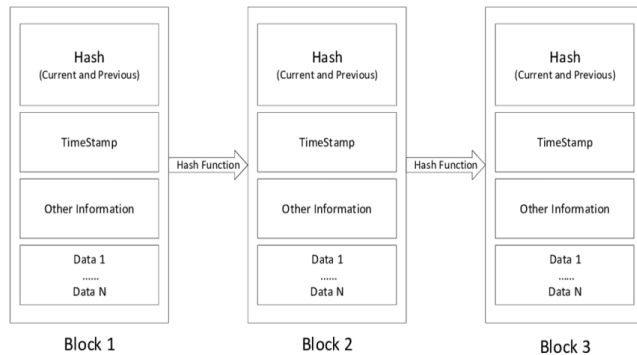 Hash
(Current and Previous)
TimeStamp
Other Information
Data 1
......
Data N
Block 1
Hash Function
Hash
(Current and Previous)
TimeStamp
Other Information
Data 1
......
Data N
Block 2
Hash Function
Hash
(Current and Previous)
TimeStamp
Other Information
Data 1
......
Data N
Block 3